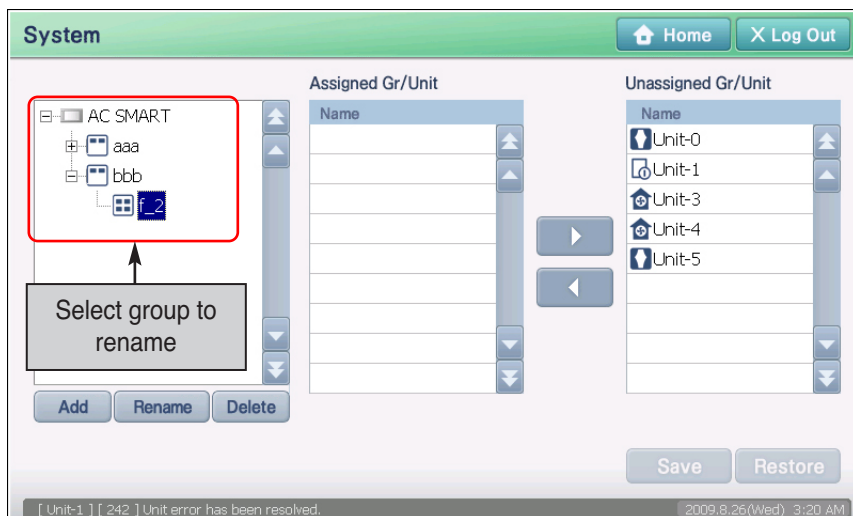 System
Home
X Log Out
Assigned Gr/Unit
Unassigned Gr/Unit
AC SMART
aaa
bbb
f_2
Name
Name
Unit-0
Unit-1
Unit-3
Unit-4
Unit-5
Select group to
rename
Add
Rename
Delete
Save
Restore
[ Unit-1 ] [ 242 ] Unit error has been resolved.
2009.8.26(Wed) 3:20 AM